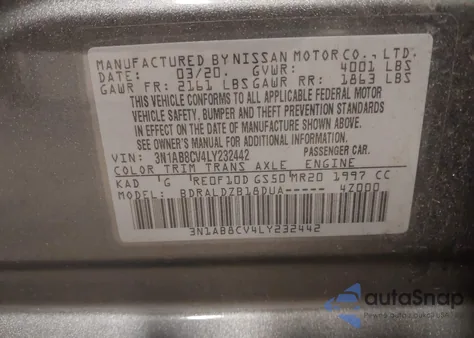 MANUFACTURED BY NISSAN MOTOR CO., LTD.
DATE: 03/20. GVWR: 4001 LBS
GAWR FR: 2161 LBS GAWR RR: 1863 LBS
THIS VEHICLE CONFORMS TO ALL APPLICABLE FEDERAL MOTOR
VEHICLE SAFETY, BUMPER AND THEFT PREVENTION STANDARDS
IN EFFECT ON THE DATE OF MANUFACTURE SHOWN ABOVE.
SEE OWNER'S MANUAL FOR ADDITIONAL INFORMATION.
VIN: 3N1AB8CV4LY232442 PASSENGER CAR.
COLOR TRIM TRANS AXLE ENGINE
KAD G RE0F10D GS50 MR20 1997 CC
MODEL: BDRALDZB18DUA----- 4Z000
3N1AB8CV4LY232442
autoSnap